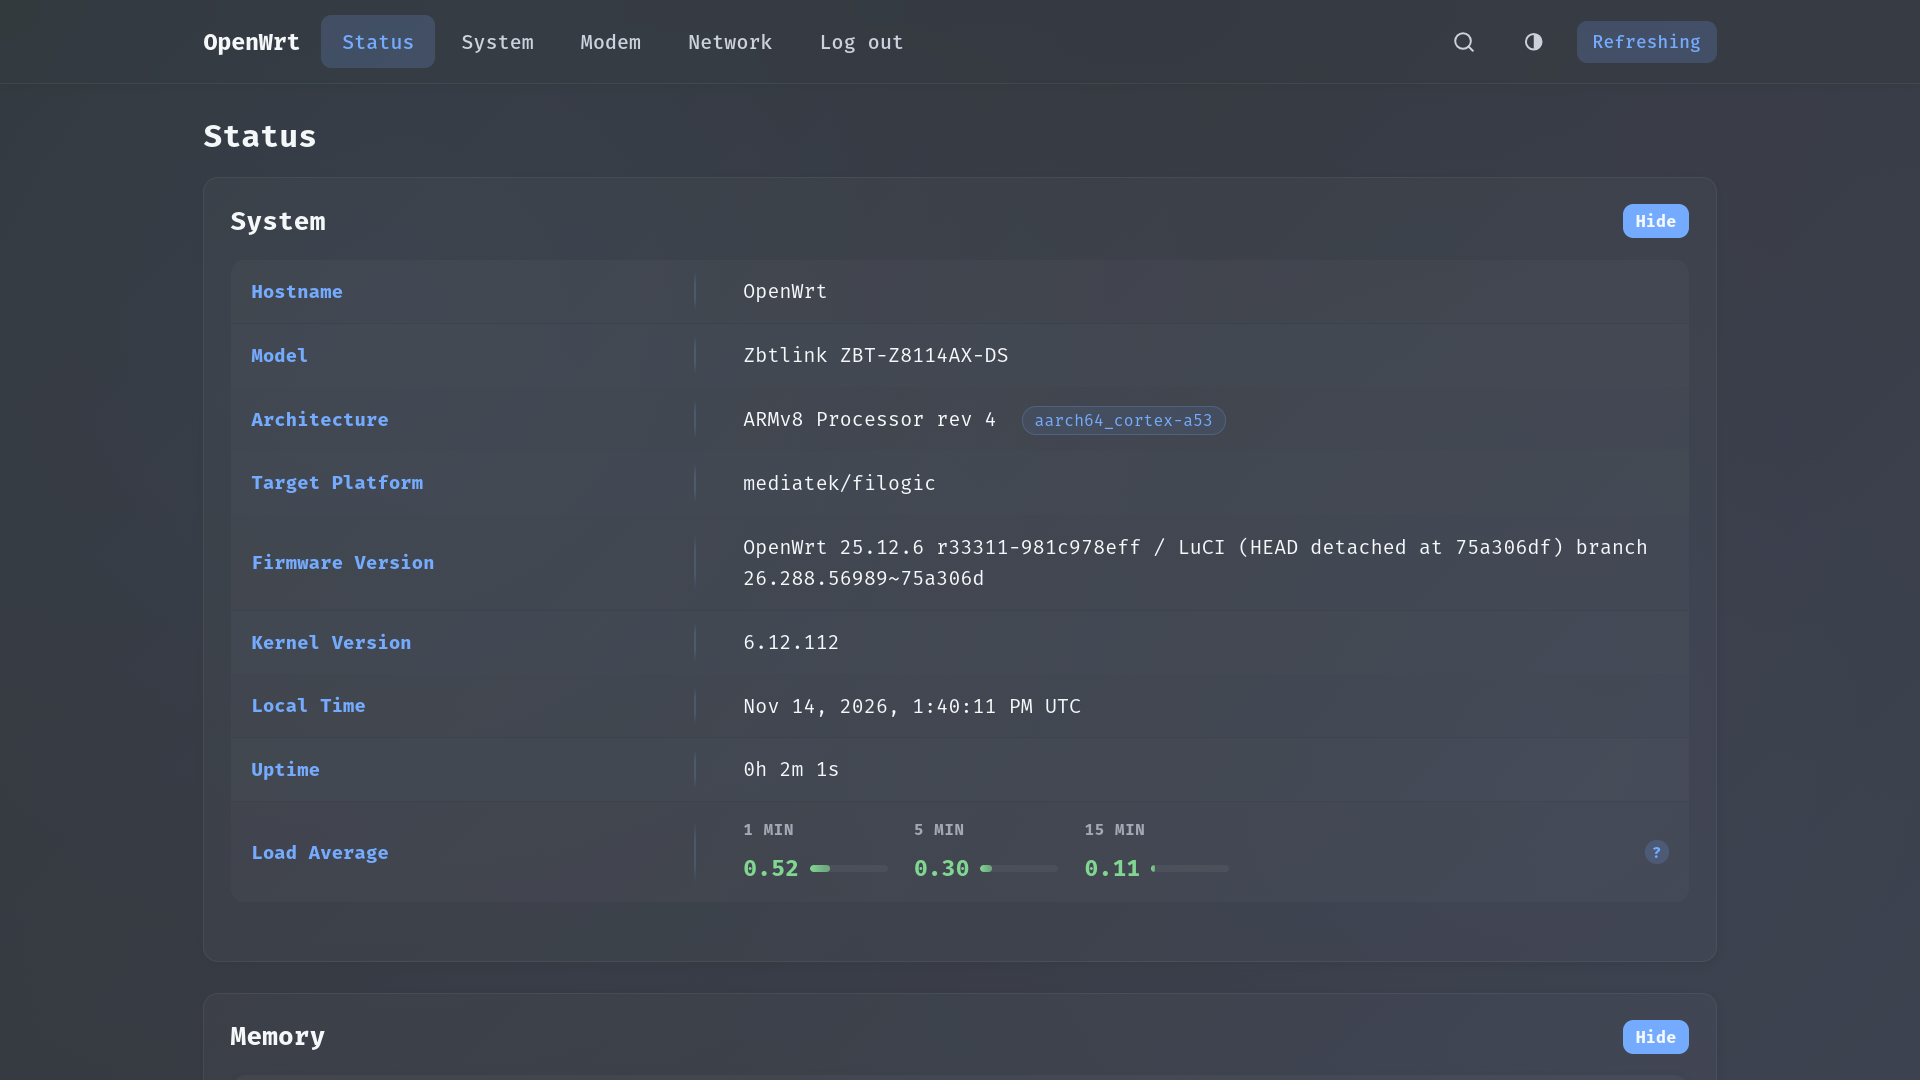 OpenWrt Status System Modem Network Log out Refreshing
Status
System Hide
Hostname OpenWrt
Model Zbtlink ZBT-Z8114AX-DS
Architecture ARMv8 Processor rev 4 aarch64_cortex-a53
Target Platform mediatek/filogic
Firmware Version OpenWrt 25.12.6 r33311-981c978eff / LuCI (HEAD detached at 75a306df) branch
26.288.56989~75a306d
Kernel Version 6.12.112
Local Time Nov 14, 2026, 1:40:11 PM UTC
Uptime 0h 2m 1s
Load Average
1 MIN 5 MIN 15 MIN
0.52 0.30 0.11
?
Memory Hide